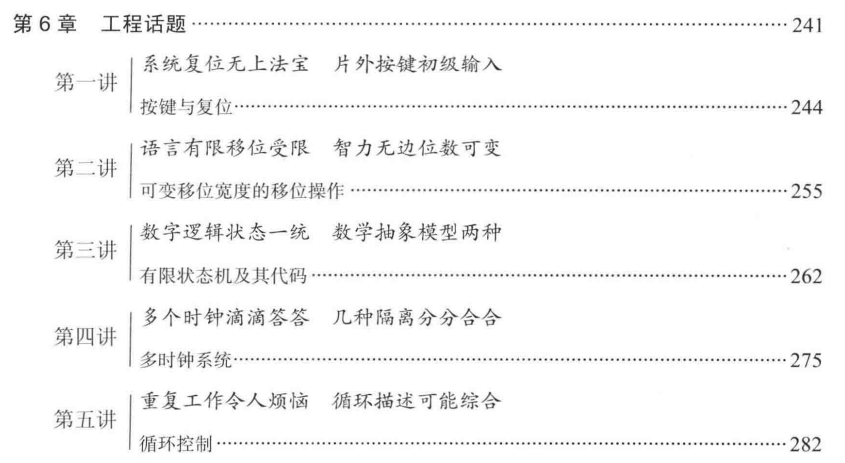 第 6 章 工程话题 241
系统复位无上法宝 片外按键初级输入
第一讲
按键与复位 244
语言有限移位受限 智力无边位数可变
第二讲
可变移位宽度的移位操作 255
数字逻辑状态一统 数学抽象模型两种
第三讲
有限状态机及其代码 262
多个时钟滴滴答答 几种隔离分分合合
第四讲
多时钟系统 275
重复工作令人烦恼 循环描述可能综合
第五讲
循环控制 282